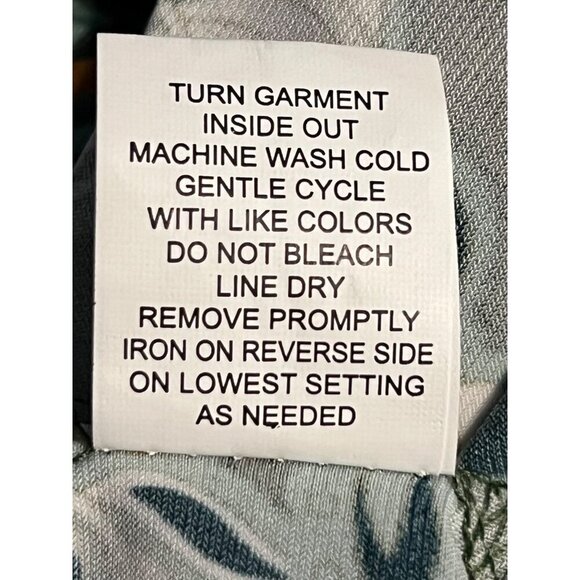 TURN GARMENT
INSIDE OUT
MACHINE WASH COLD
GENTLE CYCLE
WITH LIKE COLORS
DO NOT BLEACH
LINE DRY
REMOVE PROMPTLY
IRON ON REVERSE SIDE
ON LOWEST SETTING
AS NEEDED